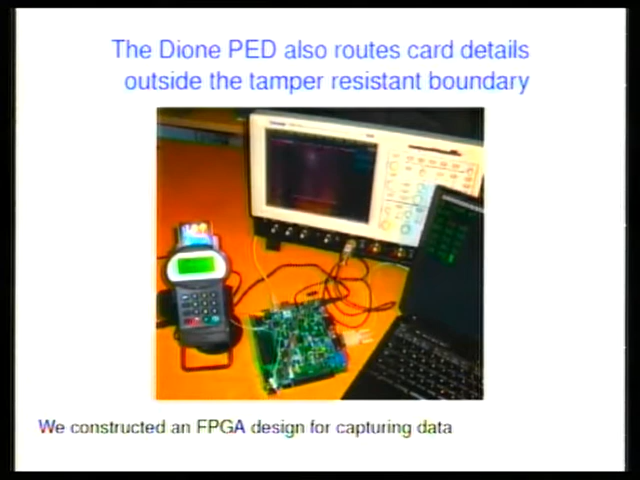 The Dione PED also routes card details
outside the tamper resistant boundary
We constructed an FPGA design for capturing data